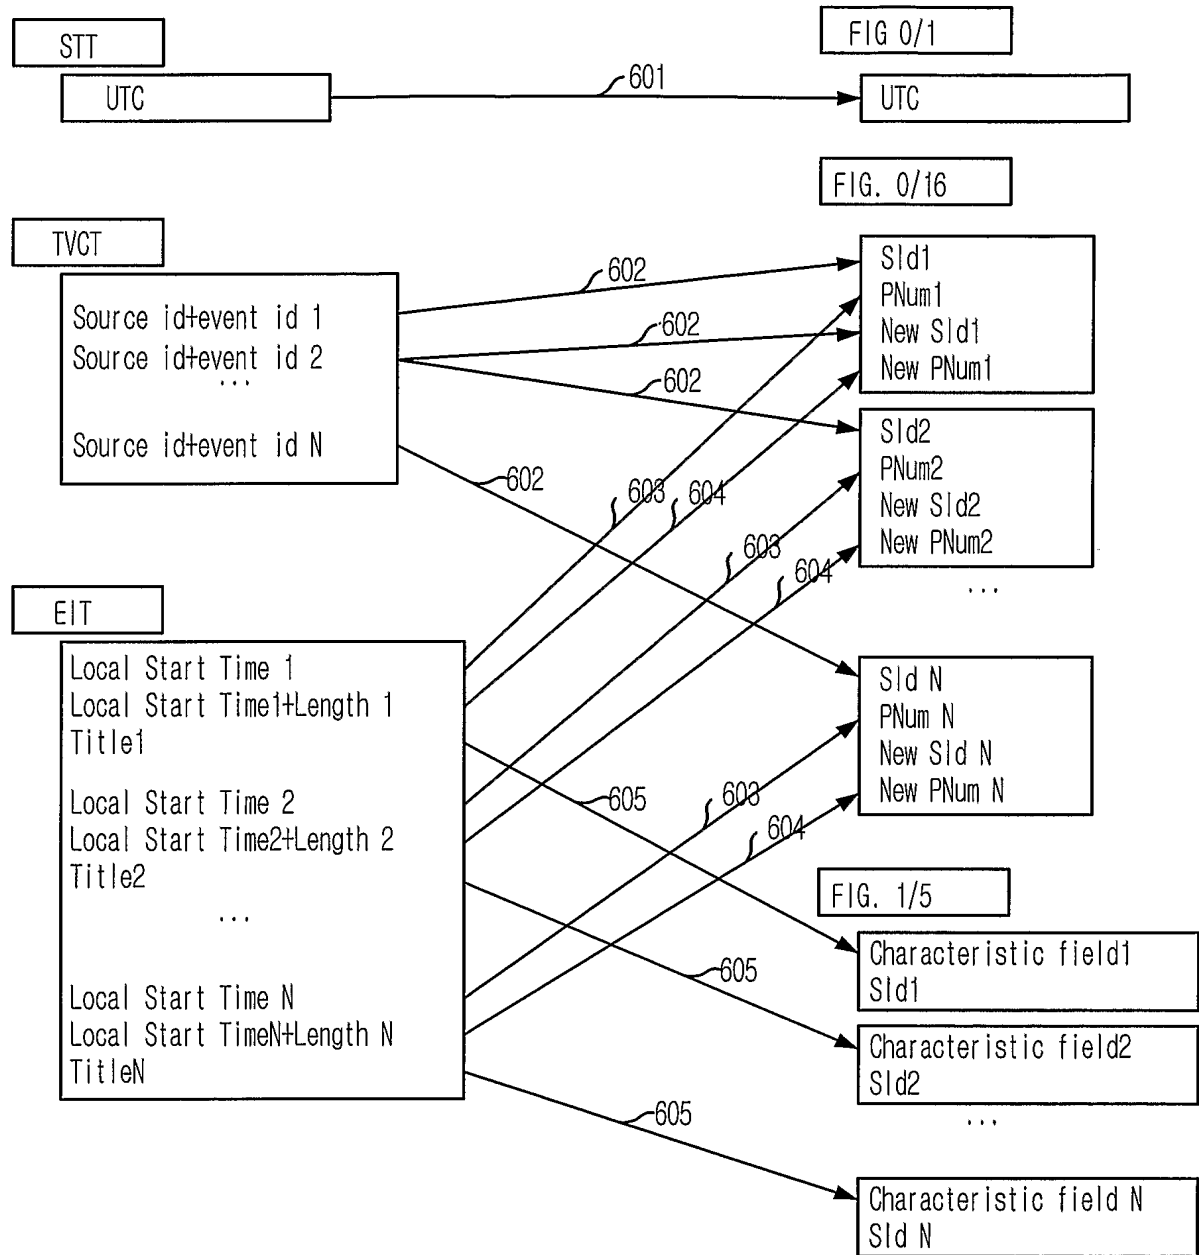 STT
FIG 0/1
UTC
601
UTC
FIG. 0/16
TVCT
Source id+event id 1
Source id+event id 2
...
Source id+event id N
602
602
602
602
SId1
PNum1
New SId1
New PNum1
SId2
PNum2
New SId2
New PNum2
...
603
604
603
604
EIT
Local Start Time 1
Local Start Time1+Length 1
Title1
Local Start Time 2
Local Start Time2+Length 2
Title2
...
Local Start Time N
Local Start TimeN+Length N
TitleN
SId N
PNum N
New SId N
New PNum N
605
603
604
FIG. 1/5
605
Characteristic field1
SId1
Characteristic field2
SId2
...
605
Characteristic field N
SId N